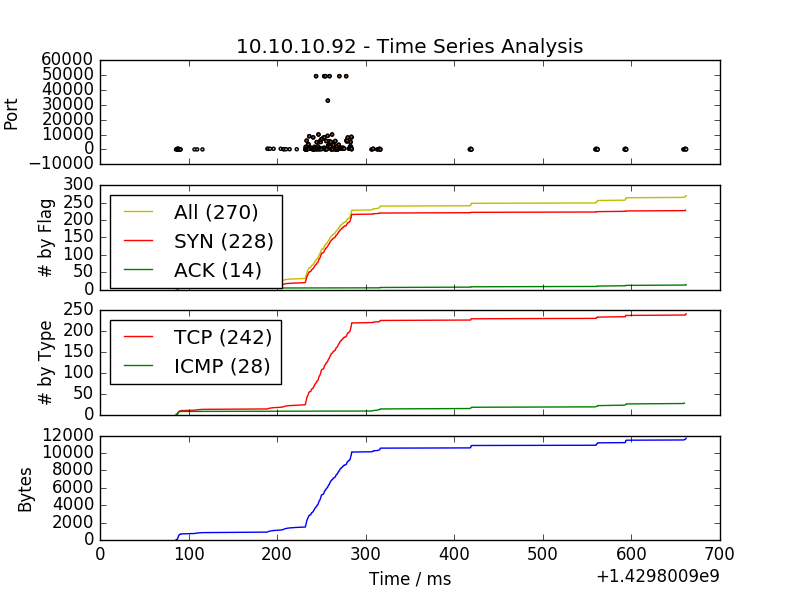 10.10.10.92 - Time Series Analysis
60000
50000
40000
30000
20000
10000
0
−10000
Port
300
250
200
150
100
50
0
# by Flag
All (270)
SYN (228)
ACK (14)
250
200
150
100
50
0
# by Type
TCP (242)
ICMP (28)
12000
10000
8000
6000
4000
2000
0
Bytes
0 100 200 300 400 500 600 700
Time / ms
+1.4298009e9